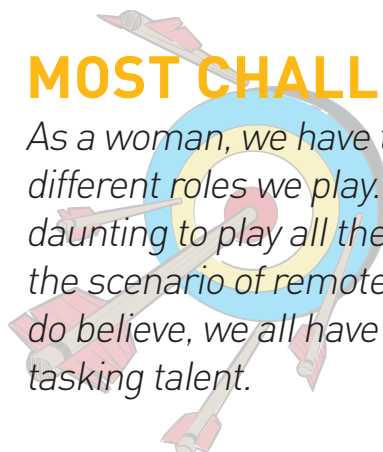 MOST CHALL
As a woman, we have t
different roles we play.
daunting to play all the
the scenario of remote
do believe, we all have
tasking talent.